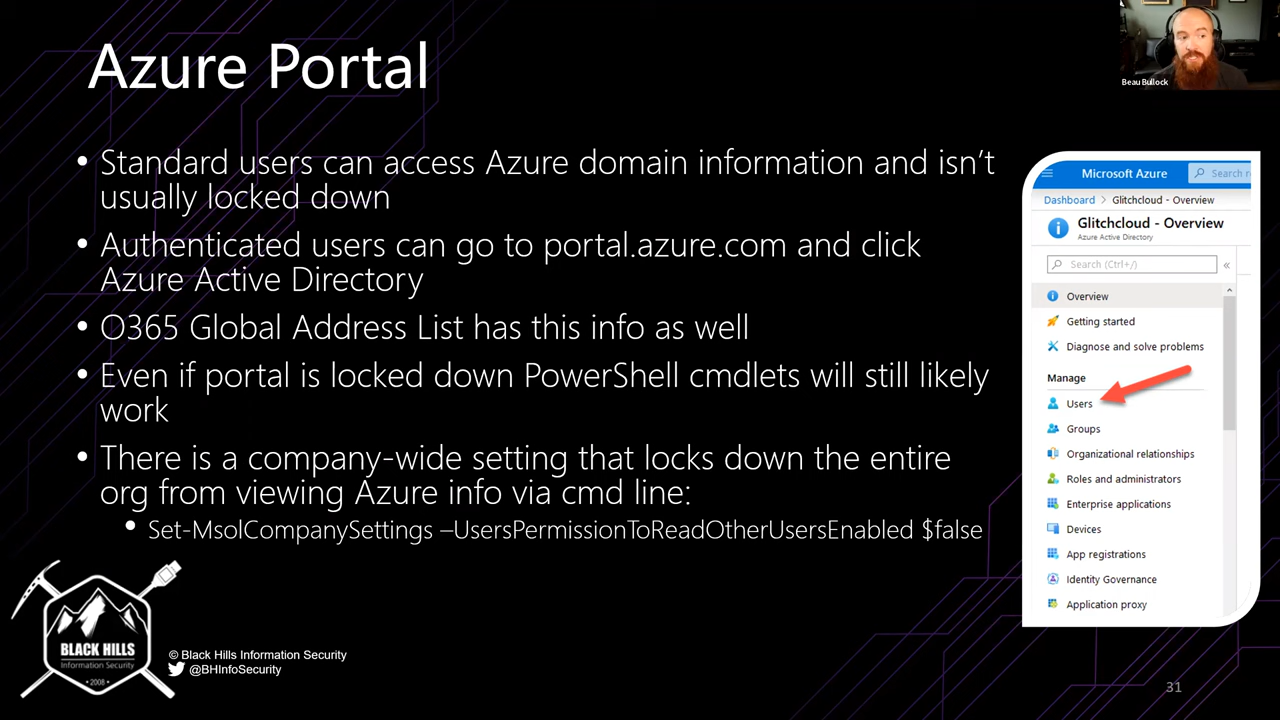 Azure Portal
Beau Bullock
• Standard users can access Azure domain information and isn't
usually locked down
• Authenticated users can go to portal.azure.com and click
Azure Active Directory
• O365 Global Address List has this info as well
• Even if portal is locked down PowerShell cmdlets will still likely
work
• There is a company-wide setting that locks down the entire
org from viewing Azure info via cmd line:
• Set-MsolCompanySettings –UsersPermissionToReadOtherUsersEnabled $false
Microsoft Azure
Search r
Dashboard > Glitchcloud - Overview
Glitchcloud - Overview
Azure Active Directory
Search (Ctrl+/)
«
Overview
Getting started
Diagnose and solve problems
Manage
Users
Groups
Organizational relationships
Roles and administrators
Enterprise applications
Devices
App registrations
Identity Governance
Application proxy
BLACK HILLS
Information Security
• 2008 •
© Black Hills Information Security
@BHInfoSecurity
31